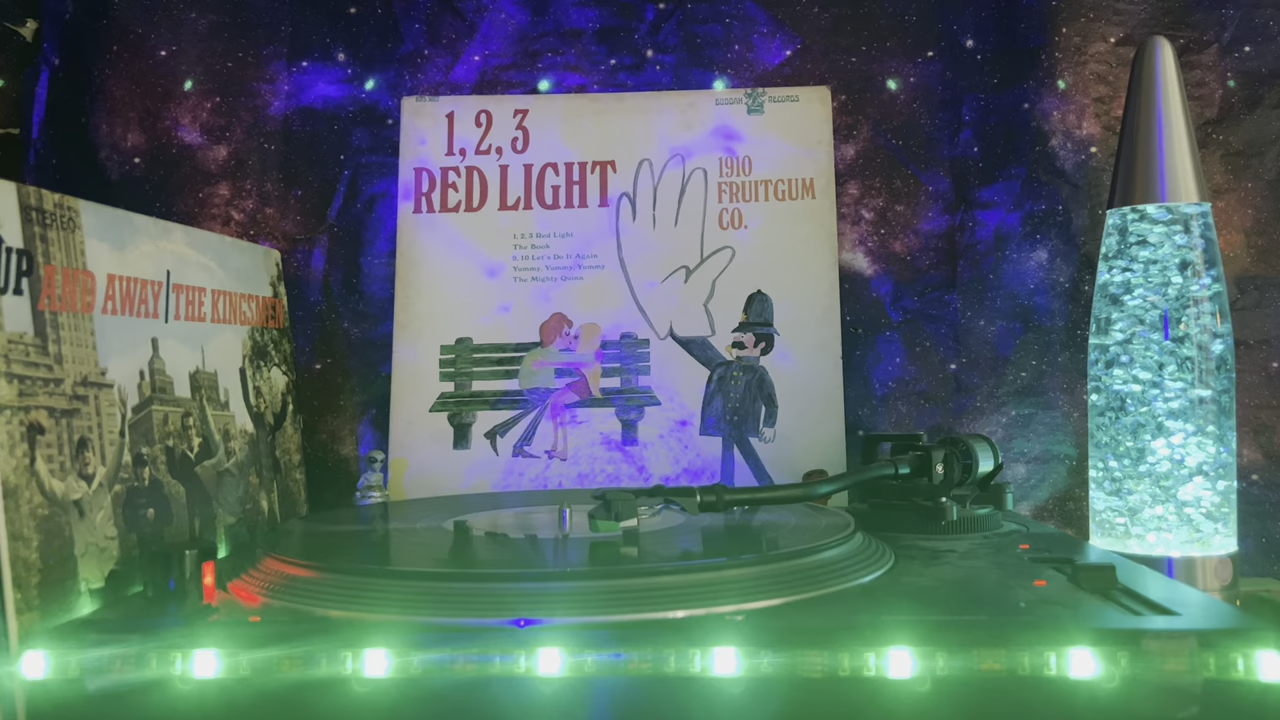 STEREO
UP AND AWAY/THE KINGSMEN
1, 2, 3
RED LIGHT
BUDDAH RECORDS
1910
FRUITGUM
CO.
1, 2, 3 Red Light
The Book
9, 10 Let's Do It Again
Yummy, Yummy, Yummy
The Mighty Quinn